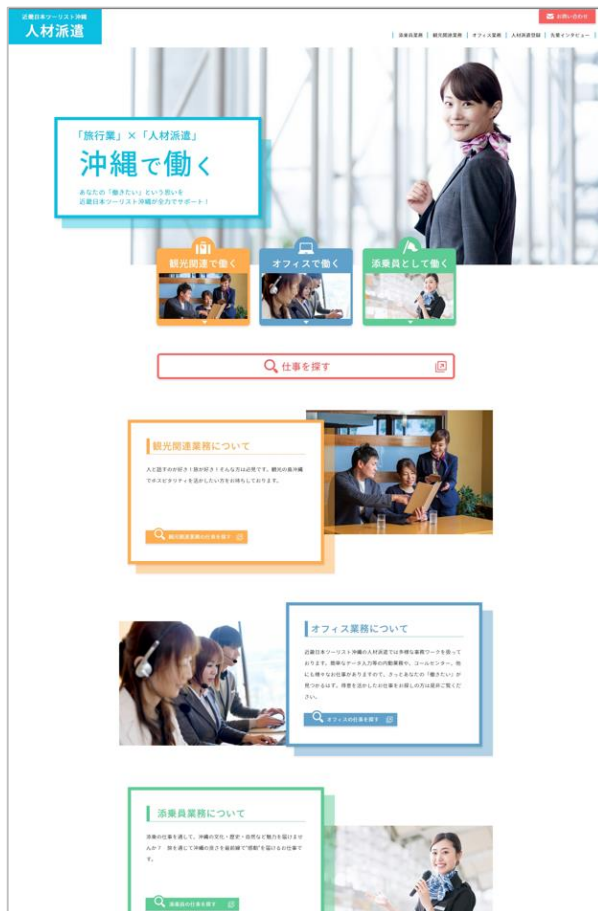 近畿日本ツーリスト沖縄
人材派遣
お問い合わせ
添乗員業務
観光関連業務
オフィス業務
人材派遣登録
先輩インタビュー
「旅行業」×「人材派遣」
沖縄で働く
あなたの「働きたい」という思いを
近畿日本ツーリスト沖縄が全力でサポート！
観光関連で働く
オフィスで働く
添乗員として働く
仕事を探す
観光関連業務について
人と話すのが好き！旅が好き！そんな方は必見です。観光の島沖縄
でホスピタリティを活かしたい方をお待ちしております。
観光関連業務の仕事を探す
オフィス業務について
近畿日本ツーリスト沖縄の人材派遣では多様な業務ワークを扱って
おります。簡単なデータ入力等の内勤業務や、コールセンター、他
にも様々なお仕事がありますので、きっとあなたの「働きたい」が
見つかるはず。得意を活かしたお仕事をお探しの方は是非ご覧くだ
さい。
オフィスの仕事を探す
添乗員業務について
添乗の仕事を通して、沖縄の文化・歴史・自然など魅力を届けませ
んか？ 旅を通じて沖縄の良さを最前線で"感動"を届けるお仕事で
す。
添乗員の仕事を探す